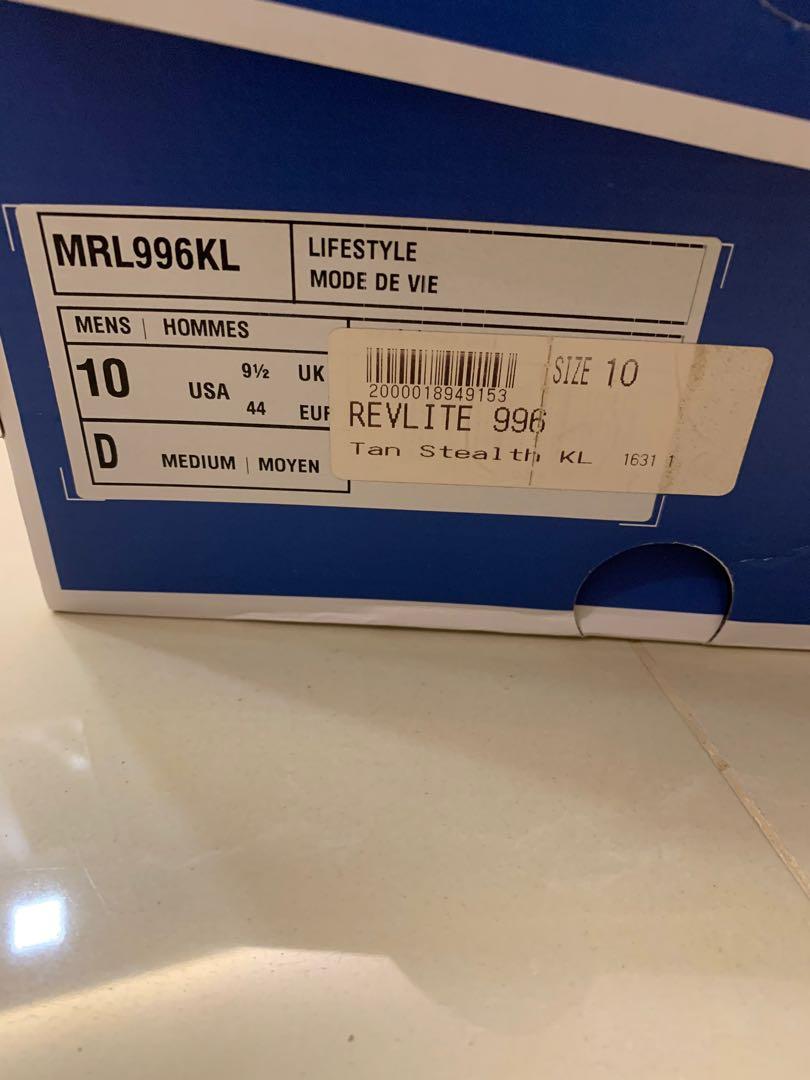 MRL996KL
LIFESTYLE
MODE DE VIE
MENS | HOMMES
10 USA 9½ UK
44 EUR
D MEDIUM | MOYEN
2000018949153
SIZE 10
REVLITE 996
Tan Stealth KL 1631 1